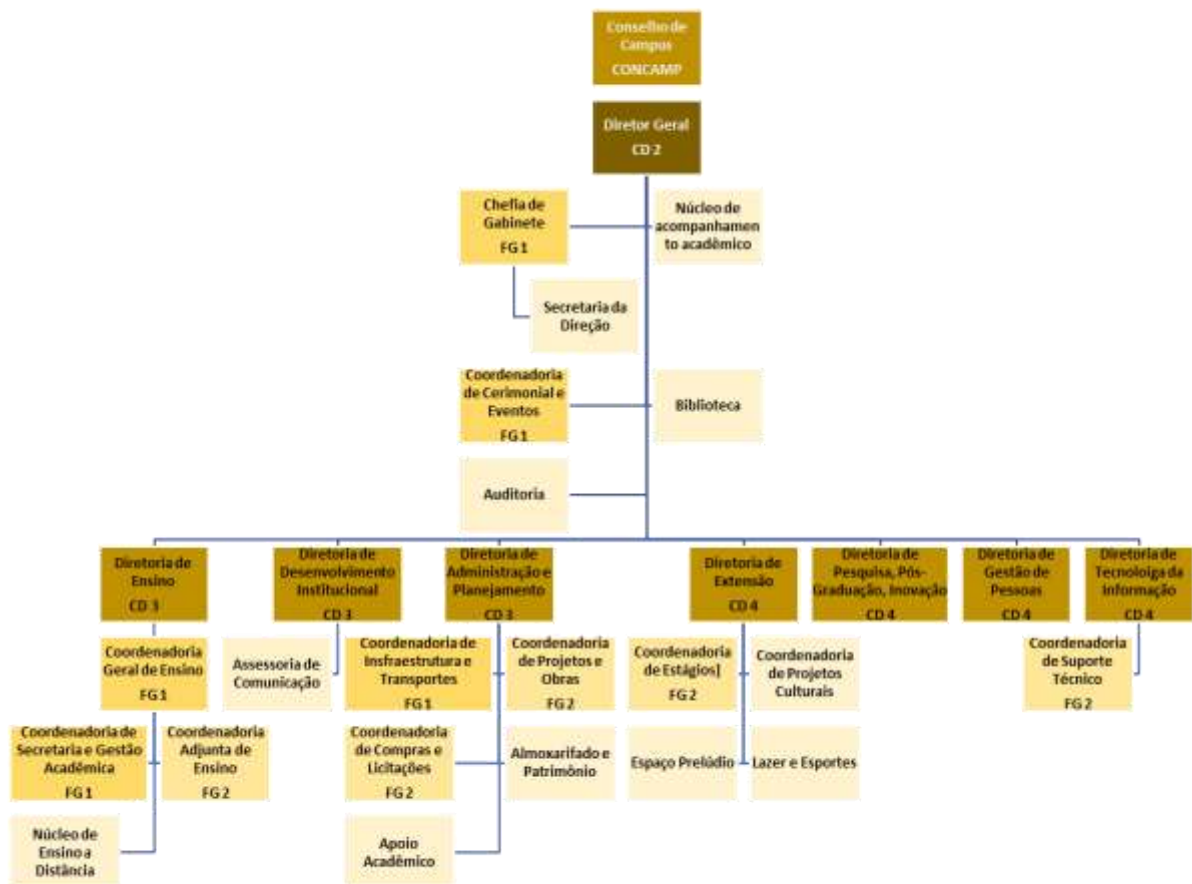 Conselho de
Campus
CONCAMP
Diretor Geral
CD 2
Chefia de
Gabinete
FG 1
Núcleo de
acompanhamen
to acadêmico
Secretaria da
Direção
Coordenadoria
de Cerimonial e
Eventos
FG 1
Biblioteca
Auditoria
Diretoria de
Ensino
CD 3
Diretoria de
Desenvolvimento
Institucional
CD 3
Diretoria de
Administração e
Planejamento
CD 3
Diretoria de
Extensão
CD 4
Diretoria de
Pesquisa, Pós-
Graduação, Inovação
CD 4
Diretoria de
Gestão de
Pessoas
CD 4
Diretoria de
Tecnoloiga da
Informação
CD 4
Coordenadoria
Geral de Ensino
FG 1
Assessoria de
Comunicação
Coordenadoria de
Insfraestrutura e
Transportes
FG 1
Coordenadoria
de Projetos e
Obras
FG 2
Coordenadoria
de Estágios]
FG 2
Coordenadoria
de Projetos
Culturais
Coordenadoria
de Suporte
Técnico
FG 2
Coordenadoria de
Secretaria e Gestão
Acadêmica
FG 1
Coordenadoria
Adjunta de
Ensino
FG 2
Coordenadoria
de Compras e
Licitações
FG 2
Almoxarifado e
Patrimônio
Espaço Prelúdio
Lazer e Esportes
Núcleo de
Ensino a
Distância
Apoio
Acadêmico